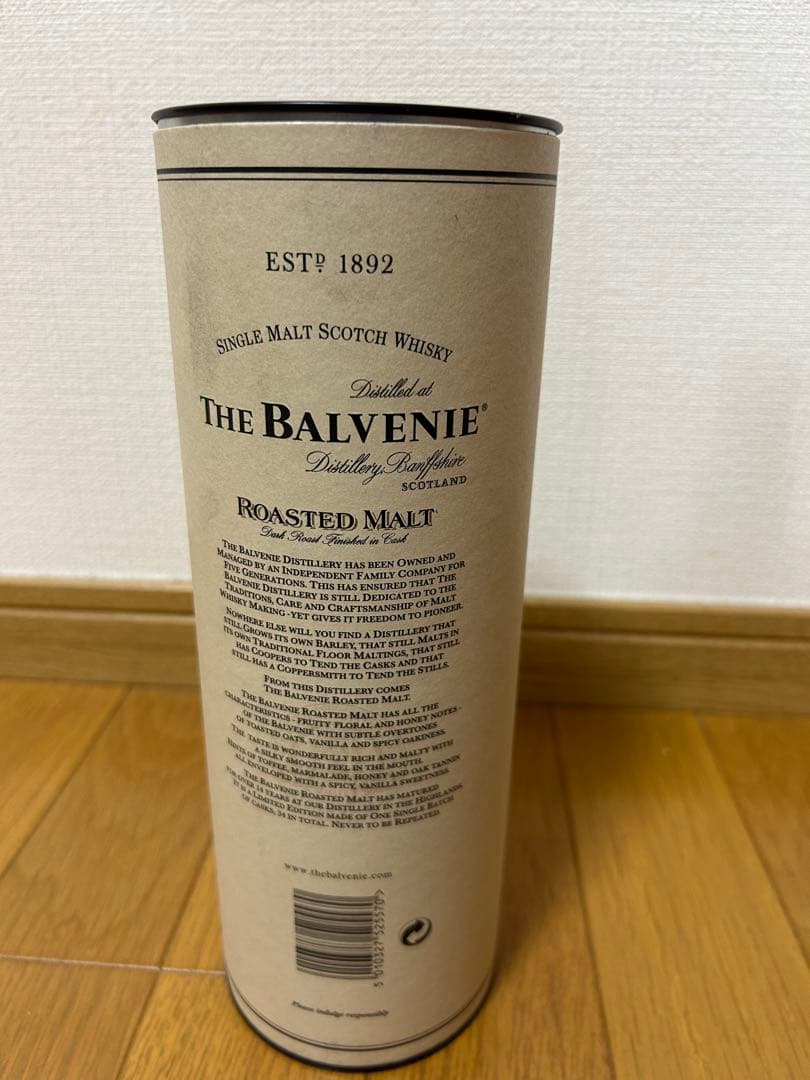 ESTD. 1892
SINGLE MALT SCOTCH WHISKY
Distilled at
THE BALVENIE®
Distillery, Banffshire
SCOTLAND
ROASTED MALT
Dark Roast Finished in Cask
THE BALVENIE DISTILLERY HAS BEEN OWNED AND
MANAGED BY AN INDEPENDENT FAMILY COMPANY FOR
FIVE GENERATIONS. THIS HAS ENSURED THAT THE
BALVENIE DISTILLERY IS STILL DEDICATED TO THE
TRADITIONS, CARE AND CRAFTSMANSHIP OF MALT
WHISKY MAKING - YET GIVES IT FREEDOM TO PIONEER.
NOWHERE ELSE WILL YOU FIND A DISTILLERY THAT
STILL GROWS ITS OWN BARLEY, THAT STILL MALTS IN
ITS OWN TRADITIONAL FLOOR MALTINGS, THAT STILL
HAS COOPERS TO TEND THE CASKS AND THAT
STILL HAS A COPPERSMITH TO TEND THE STILLS.
FROM THIS DISTILLERY COMES
THE BALVENIE ROASTED MALT.
THE BALVENIE ROASTED MALT HAS ALL THE
CHARACTERISTICS - FRUITY FLORAL AND HONEY NOTES -
OF THE BALVENIE WITH SUBTLE OVERTONES
OF TOASTED OATS, VANILLA AND SPICY OAKINESS.
THE TASTE IS WONDERFULLY RICH AND MALTY WITH
A SILKY SMOOTH FEEL IN THE MOUTH.
HINTS OF TOFFEE, MARMALADE, HONEY AND OAK TANNIN
ALL ENVELOPED WITH A SPICY, VANILLA SWEETNESS.
THE BALVENIE ROASTED MALT HAS MATURED
FOR OVER 14 YEARS AT OUR DISTILLERY IN THE HIGHLANDS.
IT IS A LIMITED EDITION MADE OF ONE SINGLE BATCH
OF CASKS, 34 IN TOTAL. NEVER TO BE REPEATED.
www.thebalvenie.com
5 010327 525570 >
Please indulge responsibly